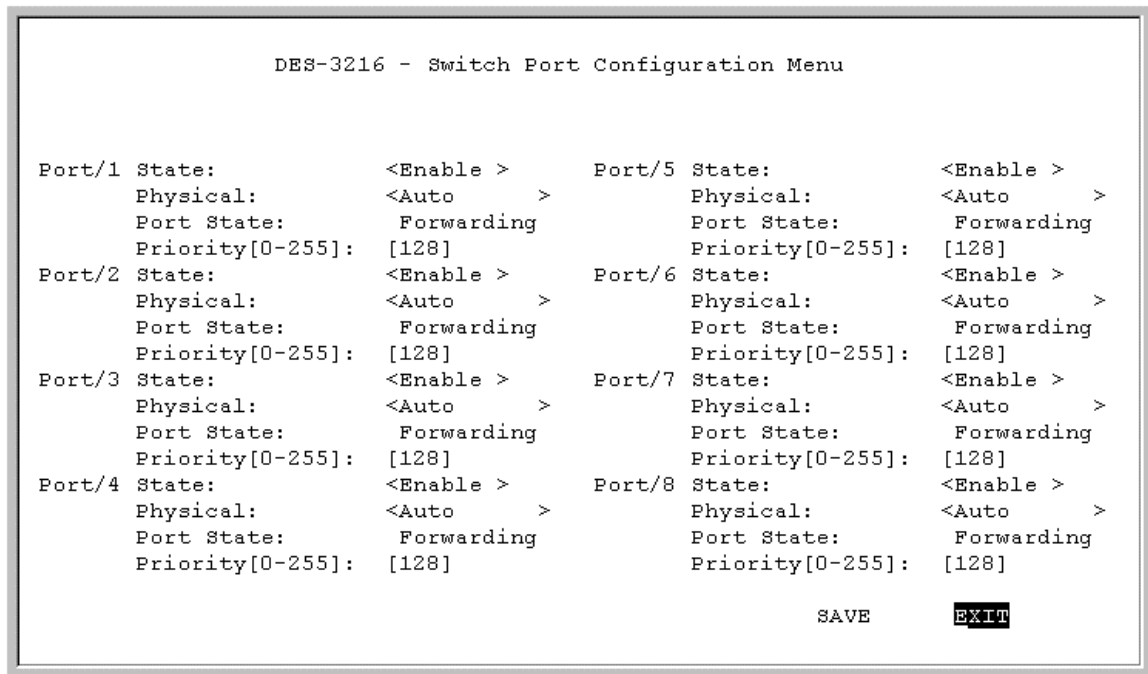 DES-3216 - Switch Port Configuration Menu
Port/1 State: <Enable > Port/5 State: <Enable >
Physical: <Auto > Physical: <Auto >
Port State: Forwarding Port State: Forwarding
Priority[0-255]: [128] Priority[0-255]: [128]
Port/2 State: <Enable > Port/6 State: <Enable >
Physical: <Auto > Physical: <Auto >
Port State: Forwarding Port State: Forwarding
Priority[0-255]: [128] Priority[0-255]: [128]
Port/3 State: <Enable > Port/7 State: <Enable >
Physical: <Auto > Physical: <Auto >
Port State: Forwarding Port State: Forwarding
Priority[0-255]: [128] Priority[0-255]: [128]
Port/4 State: <Enable > Port/8 State: <Enable >
Physical: <Auto > Physical: <Auto >
Port State: Forwarding Port State: Forwarding
Priority[0-255]: [128] Priority[0-255]: [128]
SAVE EXIT